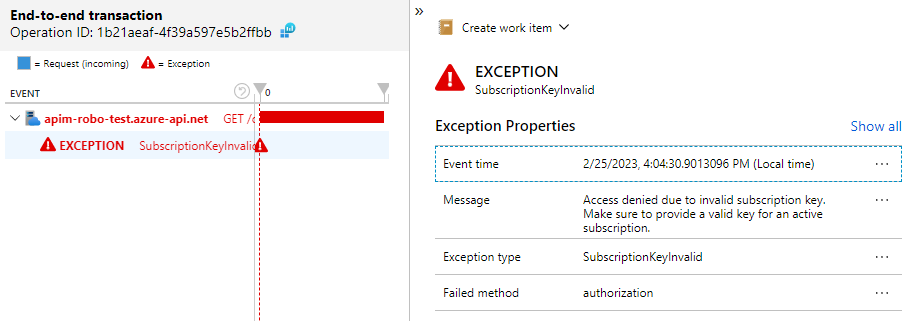 End-to-end transaction
Operation ID: 1b21aeaf-4f39a597e5b2ffbb
= Request (incoming) = Exception
EVENT 0
apim-robo-test.azure-api.net GET /
EXCEPTION SubscriptionKeyInvalid
»
Create work item
EXCEPTION
SubscriptionKeyInvalid
Exception Properties Show all
Event time 2/25/2023, 4:04:30.9013096 PM (Local time) ...
Message Access denied due to invalid subscription key. ...
Make sure to provide a valid key for an active
subscription.
Exception type SubscriptionKeyInvalid ...
Failed method authorization ...